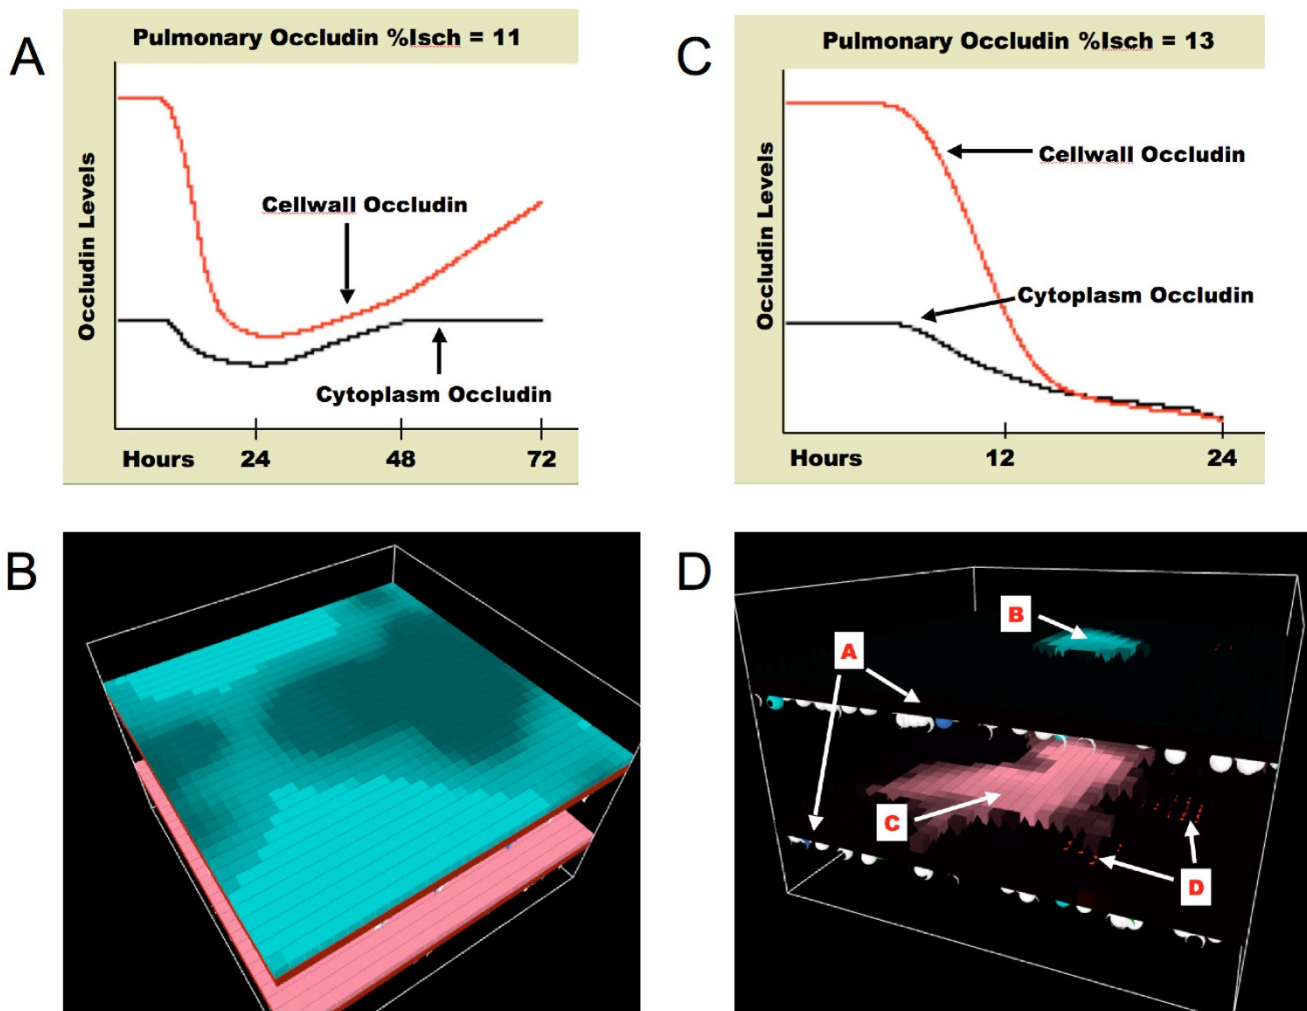 A
Pulmonary Occludin %Isch = 11
Occludin Levels
Cellwall Occludin
Cytoplasm Occludin
Hours 24 48 72
C
Pulmonary Occludin %Isch = 13
Occludin Levels
Cellwall Occludin
Cytoplasm Occludin
Hours 12 24
B
D
B
A
C
D